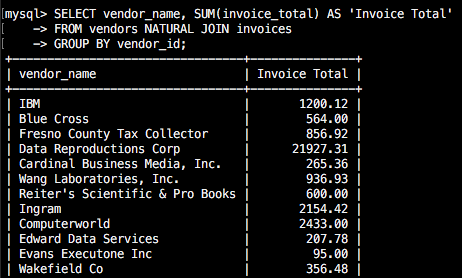 mysql> SELECT vendor_name, SUM(invoice_total) AS 'Invoice Total'
    -> FROM vendors NATURAL JOIN invoices
    -> GROUP BY vendor_id;
+-------------------------------+---------------+
| vendor_name                   | Invoice Total |
+-------------------------------+---------------+
| IBM                           |       1200.12 |
| Blue Cross                    |        564.00 |
| Fresno County Tax Collector   |        856.92 |
| Data Reproductions Corp       |      21927.31 |
| Cardinal Business Media, Inc. |        265.36 |
| Wang Laboratories, Inc.       |        936.93 |
| Reiter's Scientific & Pro Books |        600.00 |
| Ingram                        |       2154.42 |
| Computerworld                 |       2433.00 |
| Edward Data Services          |        207.78 |
| Evans Executone Inc           |         95.00 |
| Wakefield Co                  |        356.48 |